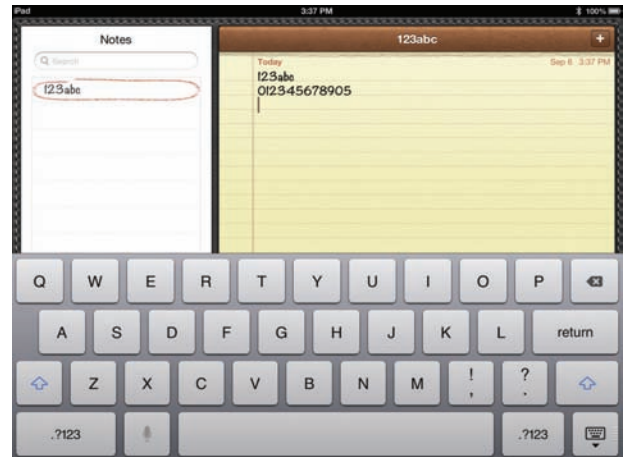 iPad 3:37 PM 100%
Notes 123abc +
Search
Today Sep 6 3:37 PM
123abc
123abc
012345678905
Q W E R T Y U I O P
A S D F G H J K L return
Z X C V B N M ! , ? .
.?123 .?123